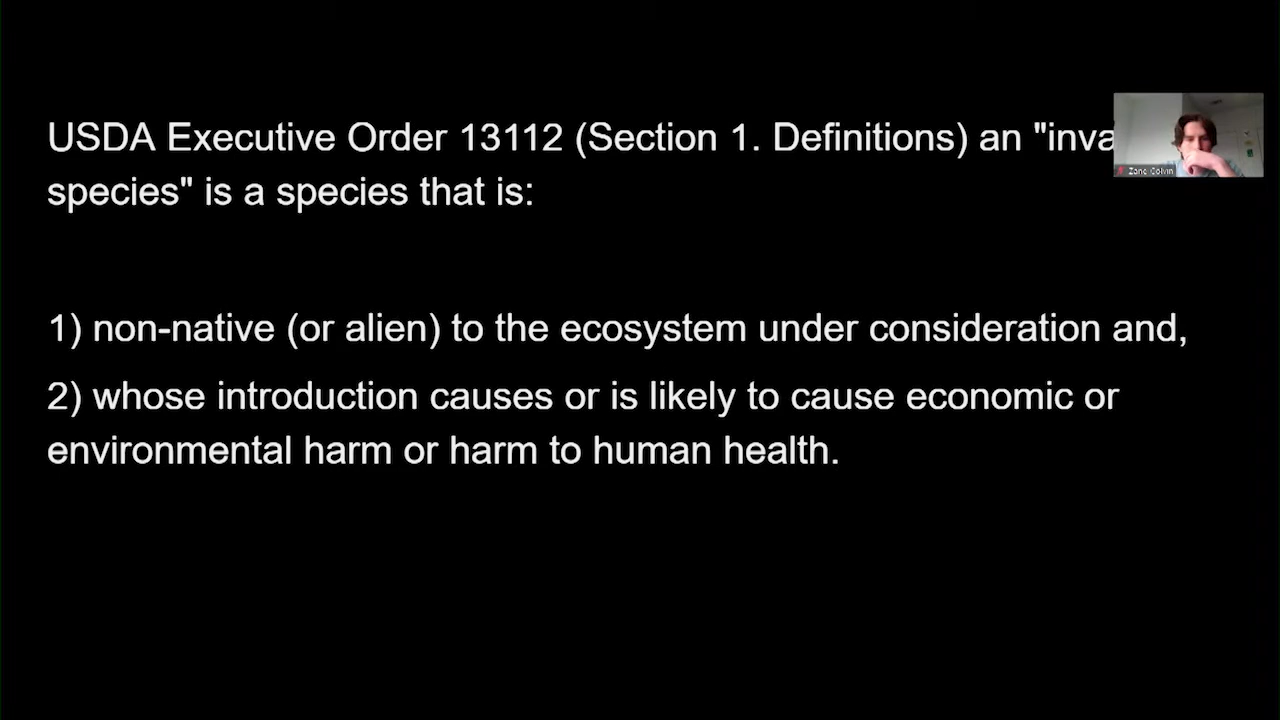 USDA Executive Order 13112 (Section 1. Definitions) an "inva
species" is a species that is:
1) non-native (or alien) to the ecosystem under consideration and,
2) whose introduction causes or is likely to cause economic or
environmental harm or harm to human health.
Zane Colvin